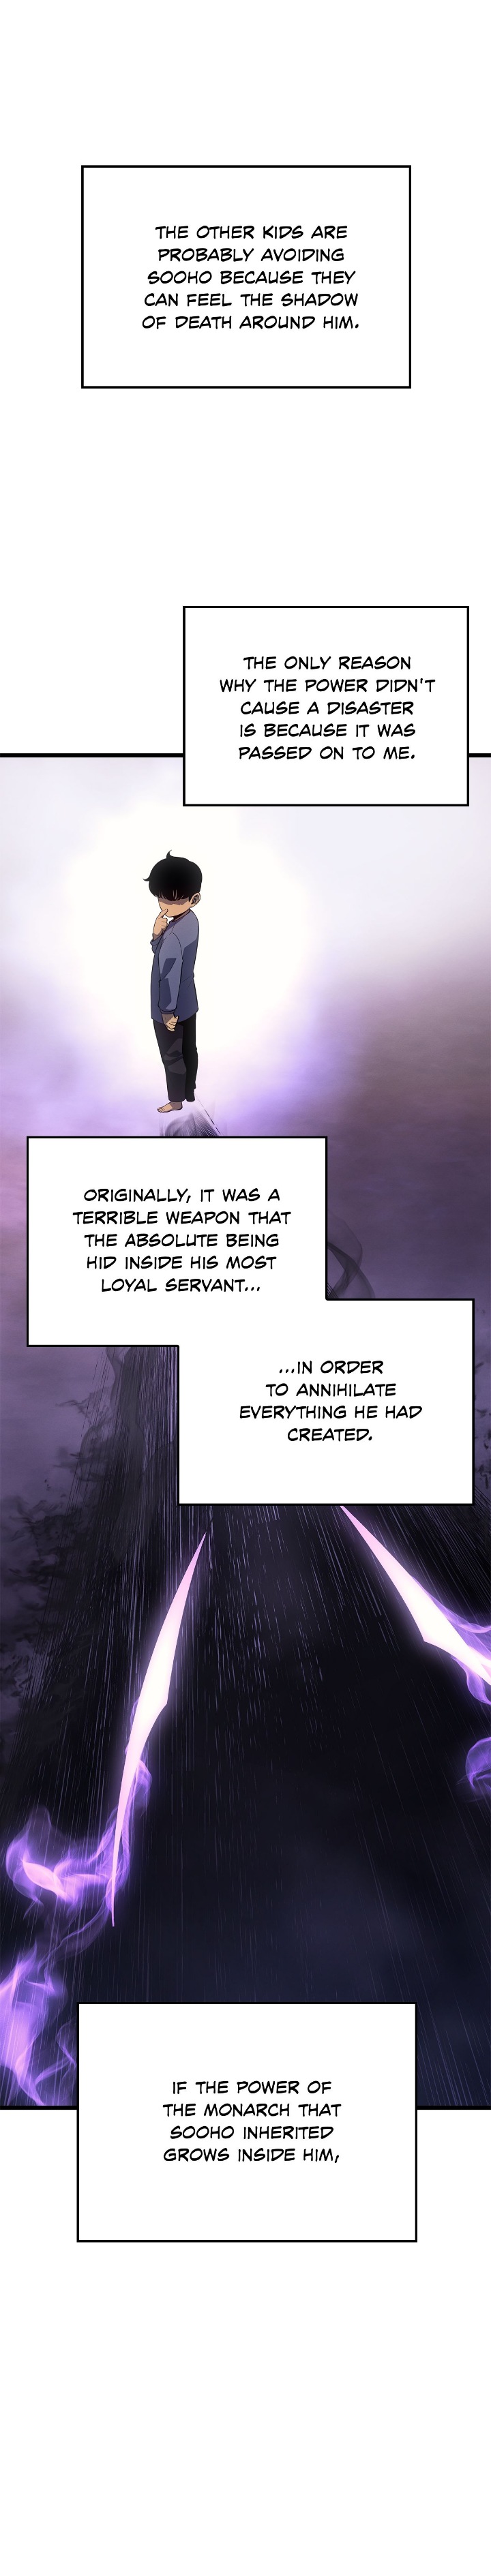 THE OTHER KIDS ARE
PROBABLY AVOIDING
SOOHO BECAUSE THEY
CAN FEEL THE SHADOW
OF DEATH AROUND HIM.
THE ONLY REASON
WHY THE POWER DIDN'T
CAUSE A DISASTER
IS BECAUSE IT WAS
PASSED ON TO ME.
ORIGINALLY, IT WAS A
TERRIBLE WEAPON THAT
THE ABSOLUTE BEING
HID INSIDE HIS MOST
LOYAL SERVANT...
...IN ORDER
TO ANNIHILATE
EVERYTHING HE HAD
CREATED.
IF THE POWER OF
THE MONARCH THAT
SOOHO INHERITED
GROWS INSIDE HIM,